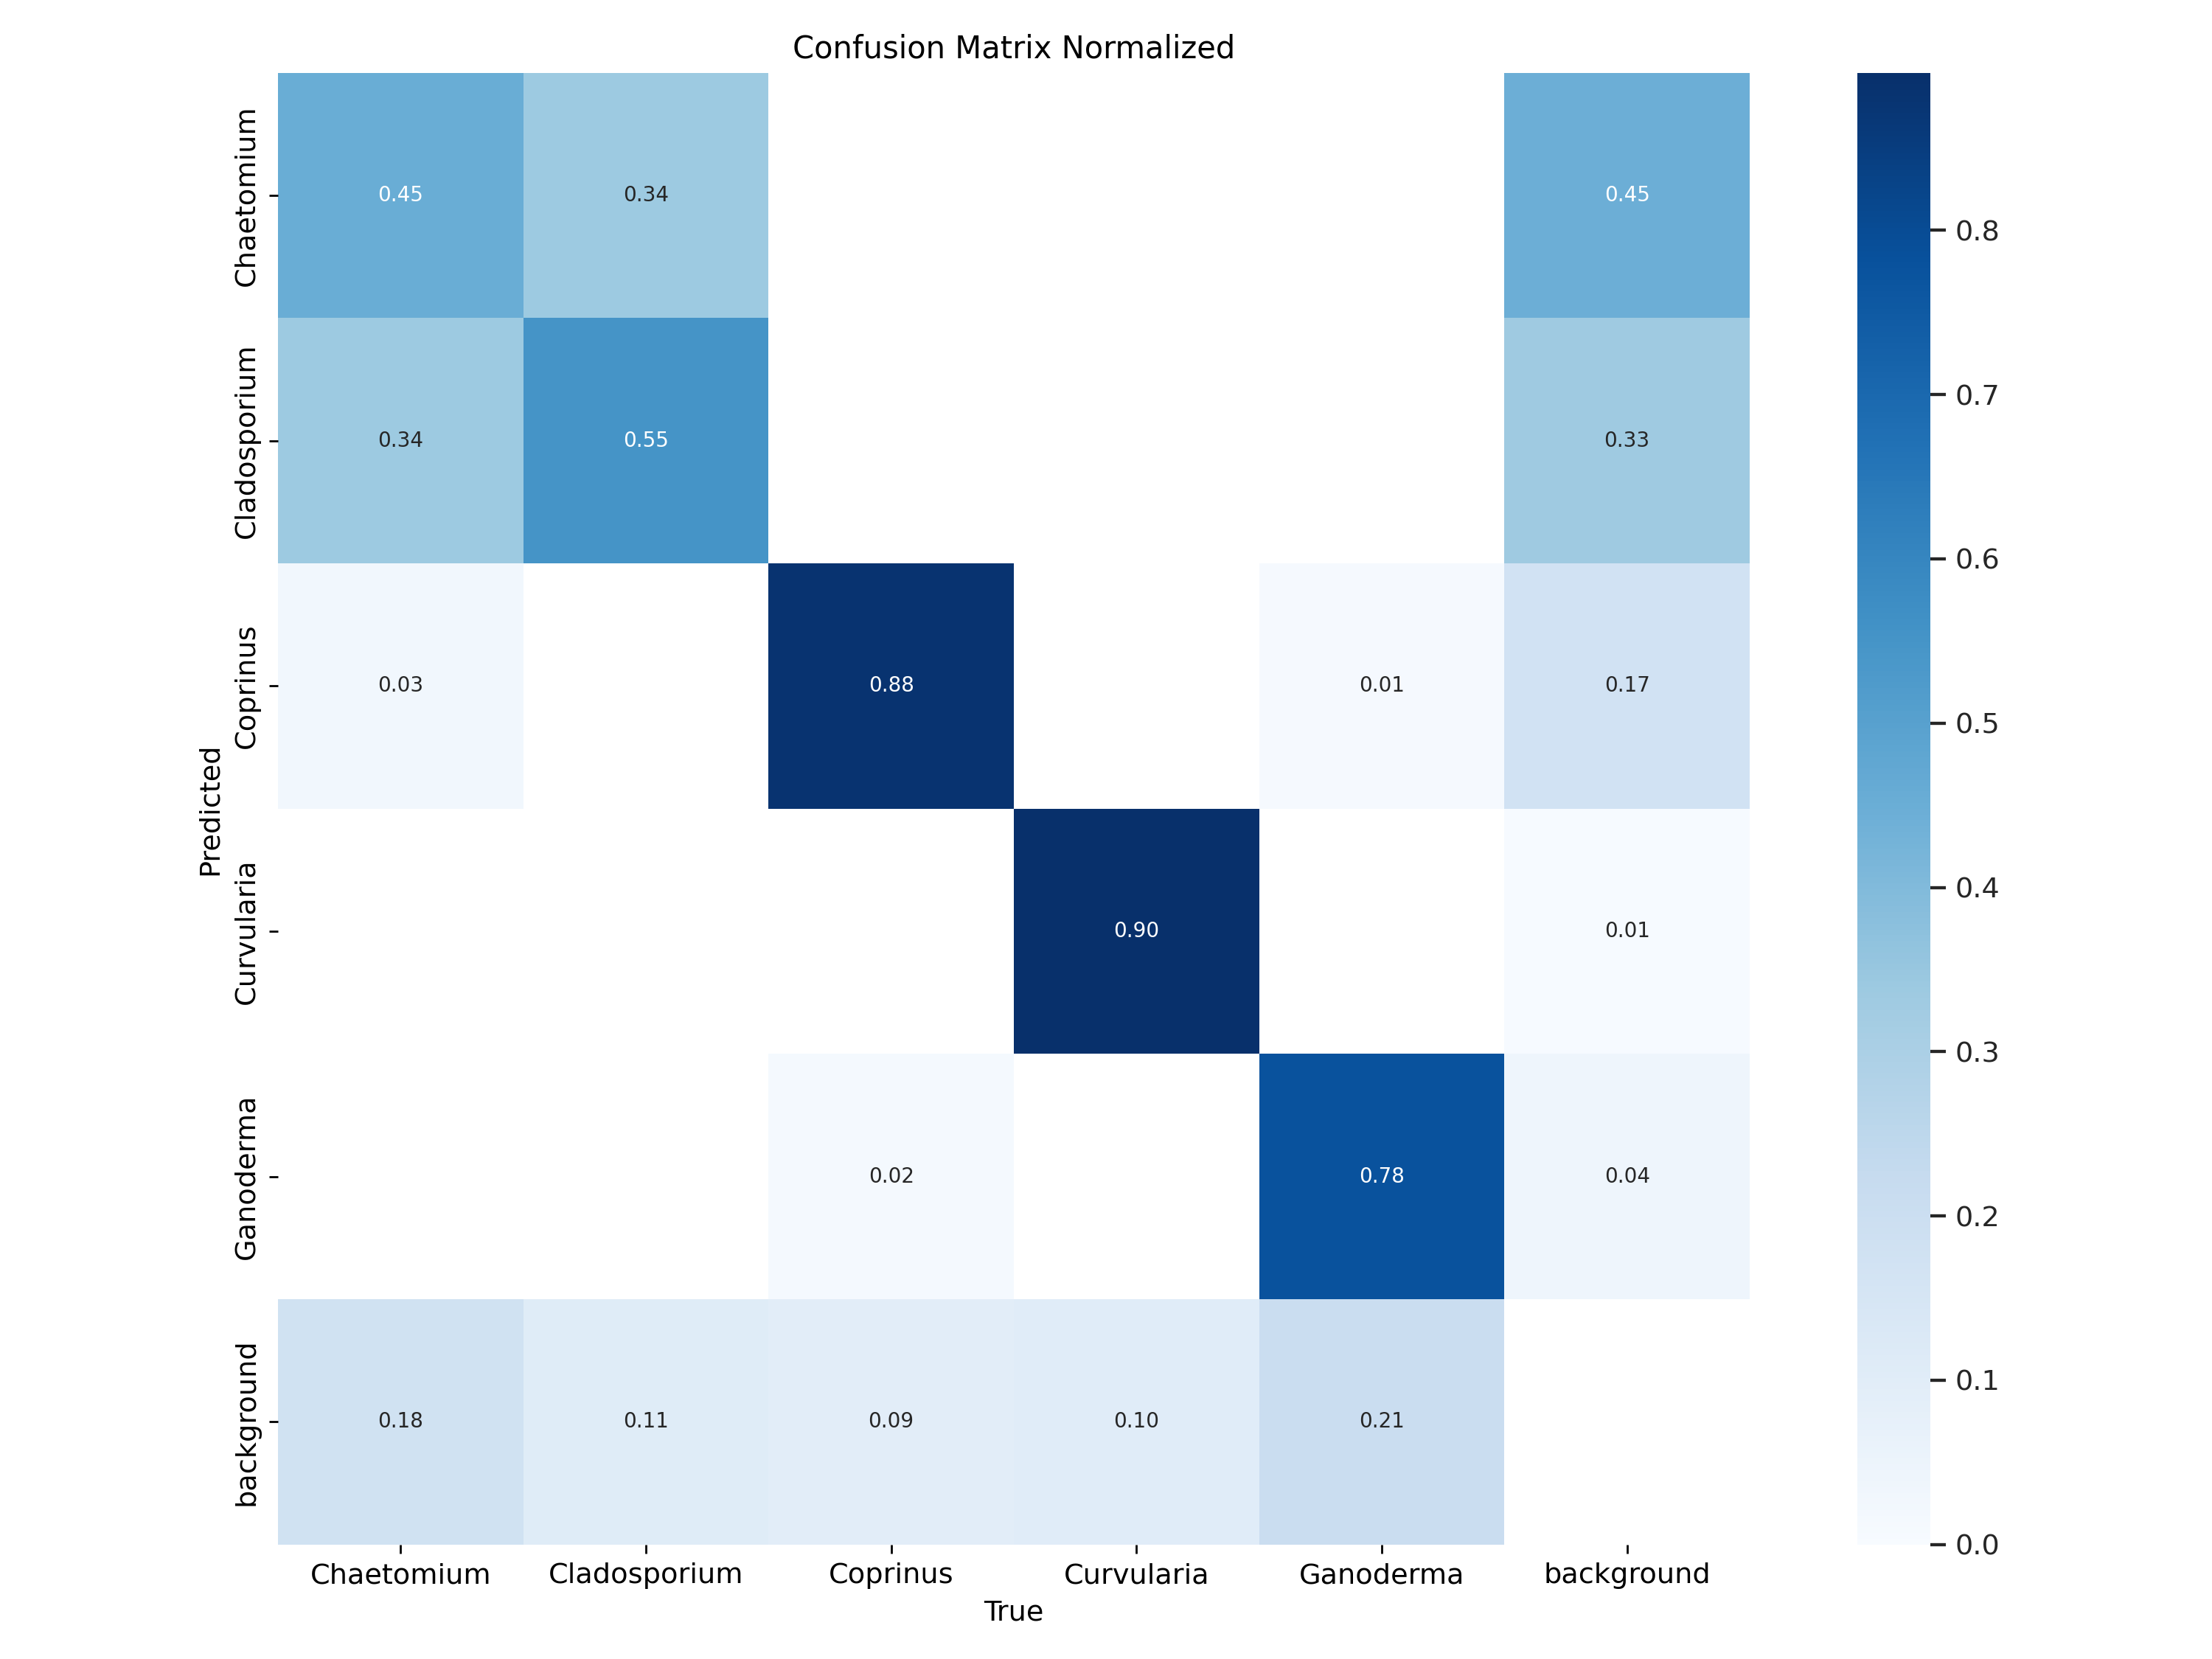 Confusion Matrix Normalized
Chaetomium
0.45
0.34
0.45
Cladosporium
0.34
0.55
0.33
Coprinus
0.03
0.88
0.01
0.17
Curvularia
0.90
0.01
Ganoderma
0.02
0.78
0.04
background
0.18
0.11
0.09
0.10
0.21
Predicted
Chaetomium
Cladosporium
Coprinus
Curvularia
Ganoderma
background
True
0.8
0.7
0.6
0.5
0.4
0.3
0.2
0.1
0.0